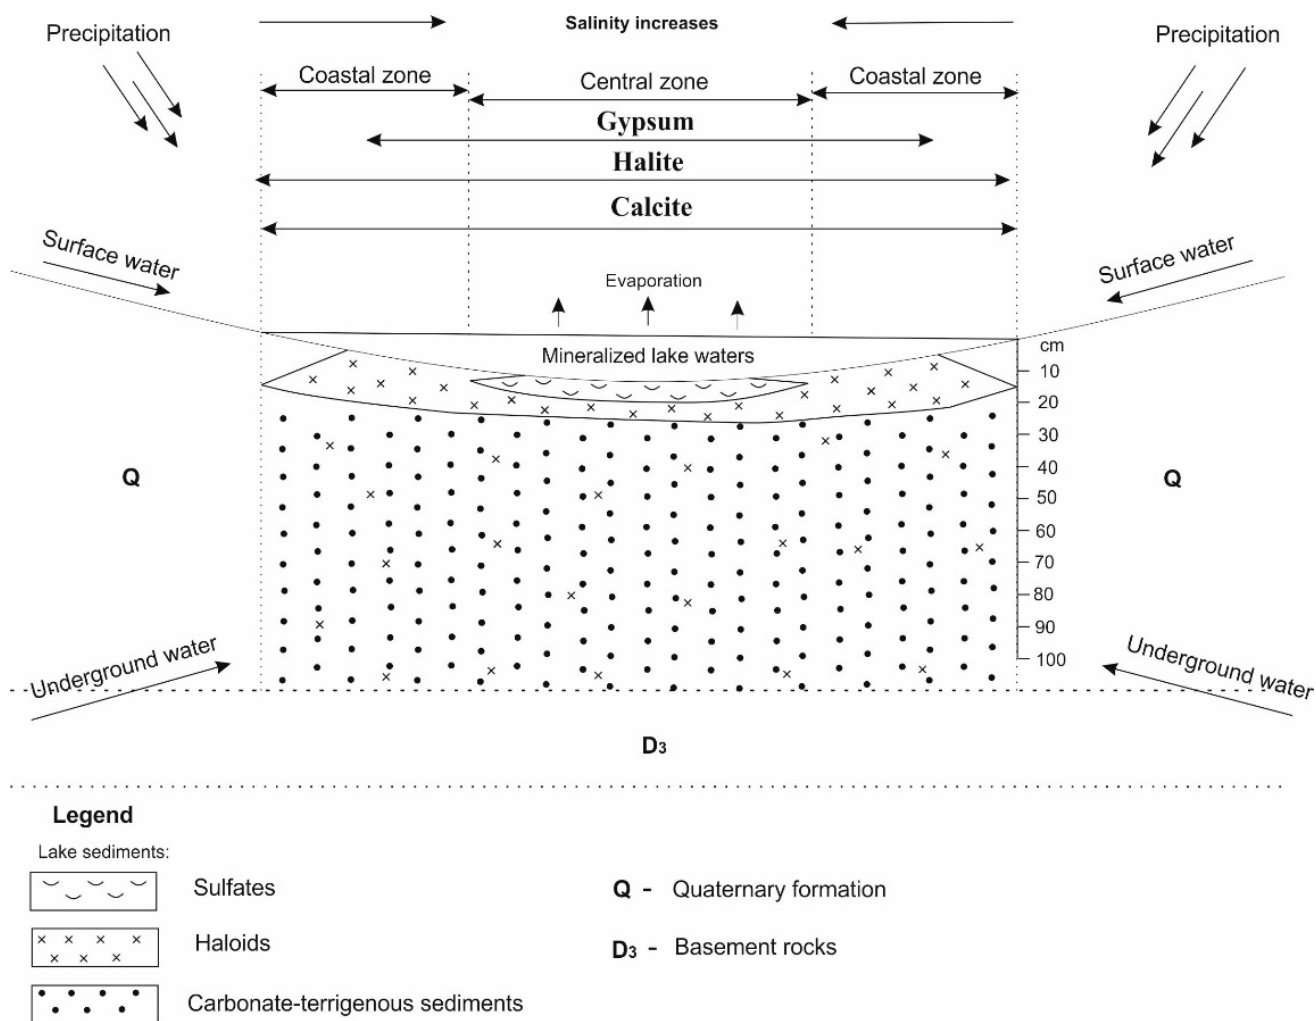 Salinity increases
Precipitation
Precipitation
Coastal zone
Central zone
Coastal zone
Gypsum
Halite
Calcite
Surface water
Surface water
Evaporation
Mineralized lake waters
cm
10
20
30
40
50
60
70
80
90
100
Q
Q
Underground water
Underground water
D3
Legend
Lake sediments:
Sulfates
Q - Quaternary formation
Haloids
D3 - Basement rocks
Carbonate-terrigenous sediments